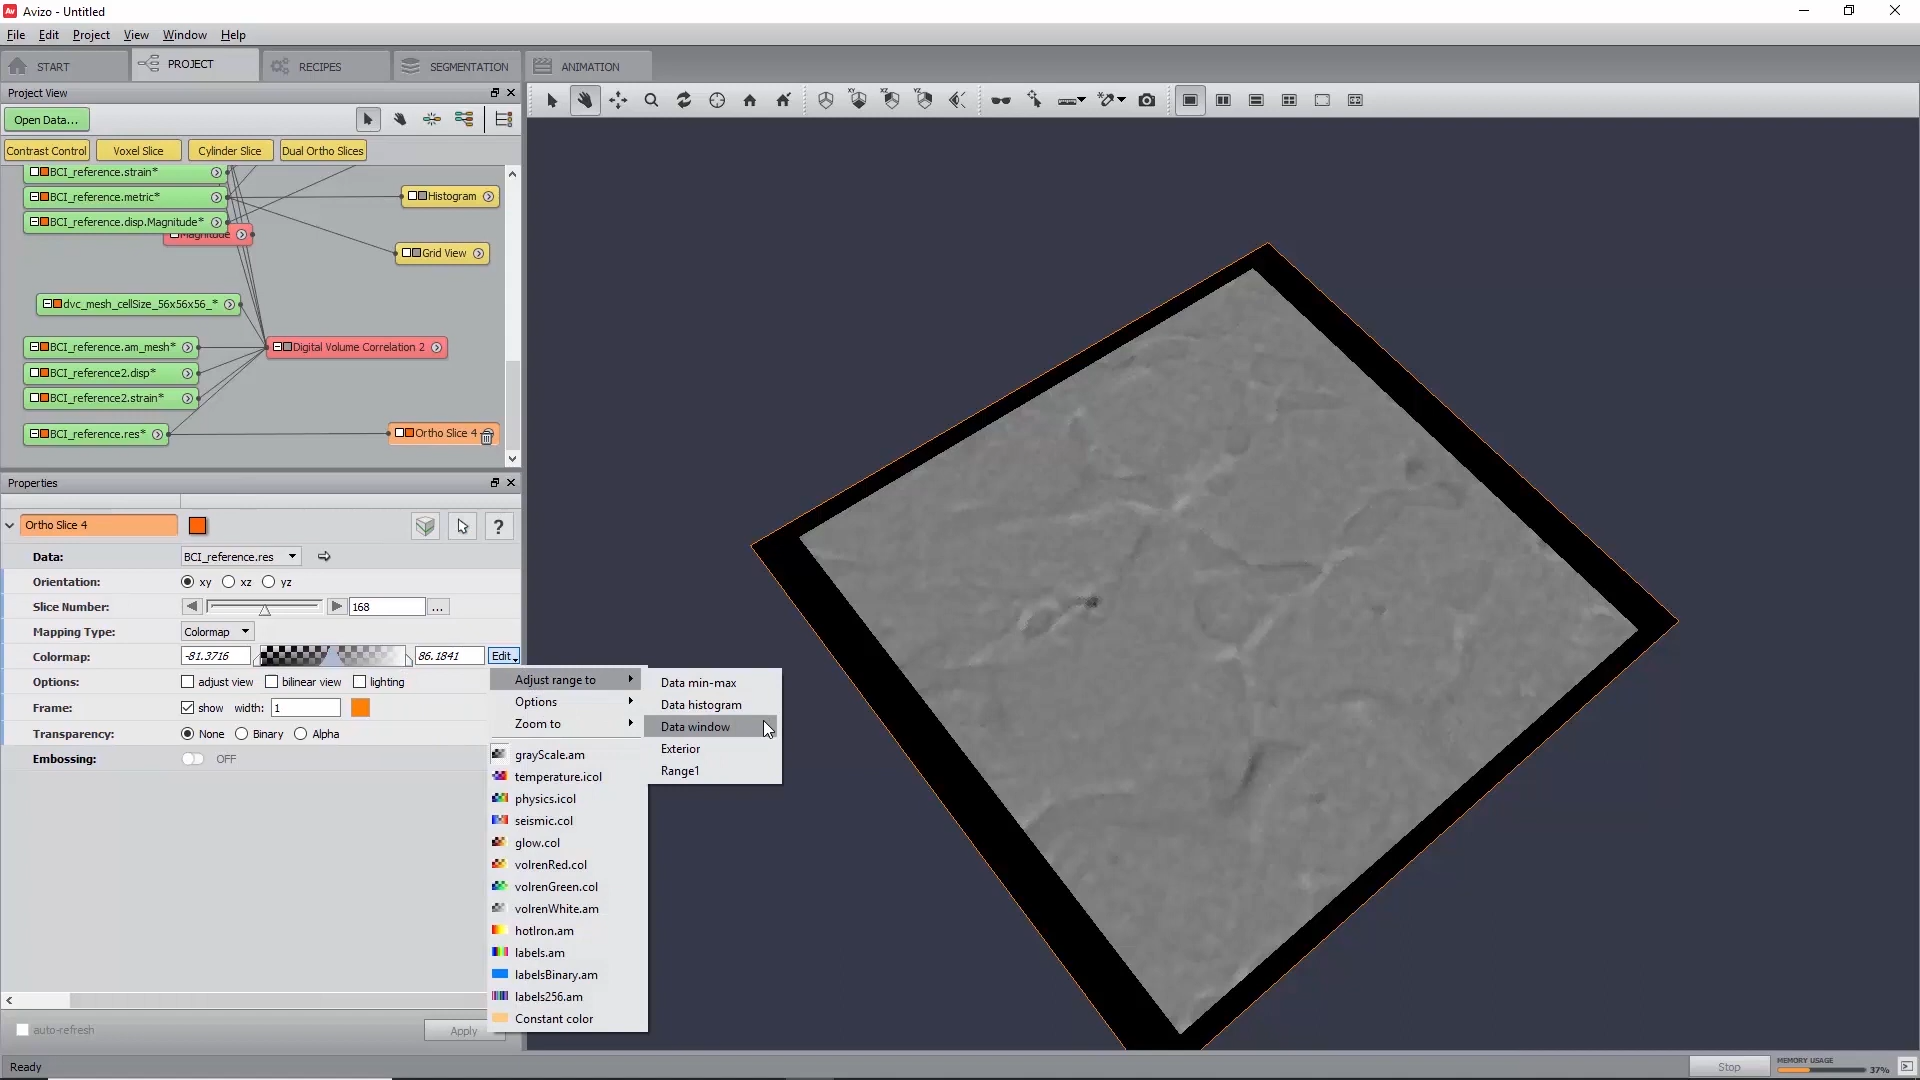 Av Avizo - Untitled
File Edit Project View Window Help
START PROJECT RECIPES SEGMENTATION ANIMATION
Project View
Open Data...
Contrast Control Voxel Slice Cylinder Slice Dual Ortho Slices
XY XZ YZ
BCI_reference.strain*
BCI_reference.metric* Histogram
BCI_reference.disp.Magnitude*
Magnitude
Grid View
dvc_mesh_cellSize_56x56x56_*
BCI_reference.am_mesh* Digital Volume Correlation 2
BCI_reference2.disp*
BCI_reference2.strain*
BCI_reference.res* Ortho Slice 4
Properties
Ortho Slice 4 ?
Data: BCI_reference.res
Orientation: xy xz yz
Slice Number: 168 ...
Mapping Type: Colormap
Colormap: -81.3716 86.1841 Edit
Options: adjust view bilinear view lighting
Frame: show width: 1
Transparency: None Binary Alpha
Embossing: OFF
Adjust range to
Options
Zoom to
grayScale.am
temperature.icol
physics.icol
seismic.col
glow.col
volrenRed.col
volrenGreen.col
volrenWhite.am
hotIron.am
labels.am
labelsBinary.am
labels256.am
Constant color
Data min-max
Data histogram
Data window
Exterior
Range1
auto-refresh Apply
Ready Stop MEMORY USAGE 37%